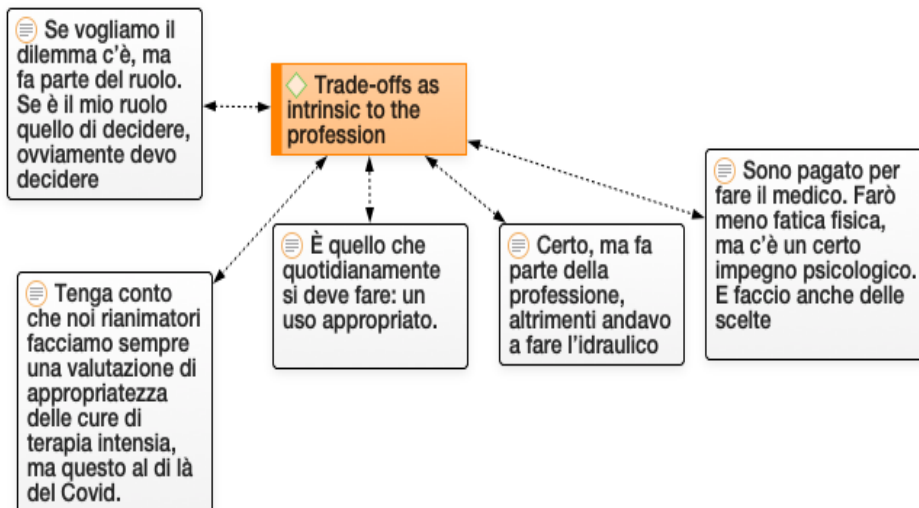 Se vogliamo il
dilemma c'è, ma
fa parte del ruolo.
Se è il mio ruolo
quello di decidere,
ovviamente devo
decidere
Trade-offs as
intrinsic to the
profession
Sono pagato per
fare il medico. Farò
meno fatica fisica,
ma c'è un certo
impegno psicologico.
E faccio anche delle
scelte
È quello che
quotidianamente
si deve fare: un
uso appropriato.
Certo, ma fa
parte della
professione,
altrimenti andavo
a fare l'idraulico
Tenga conto
che noi rianimatori
facciamo sempre
una valutazione di
appropriatezza
delle cure di
terapia intensia,
ma questo al di là
del Covid.